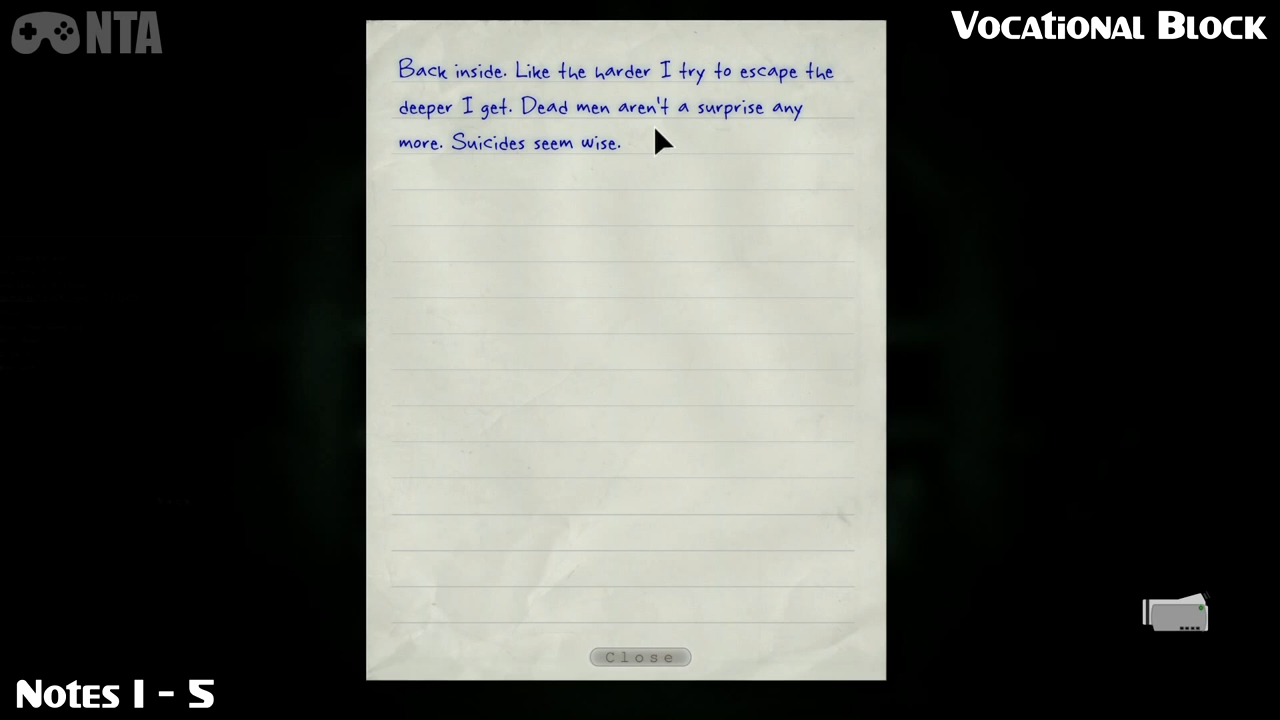 NTA
Vocational Block
Back inside. Like the harder I try to escape the
deeper I get. Dead men aren't a surprise any
more. Suicides seem wise.
Close
Notes 1 - 5